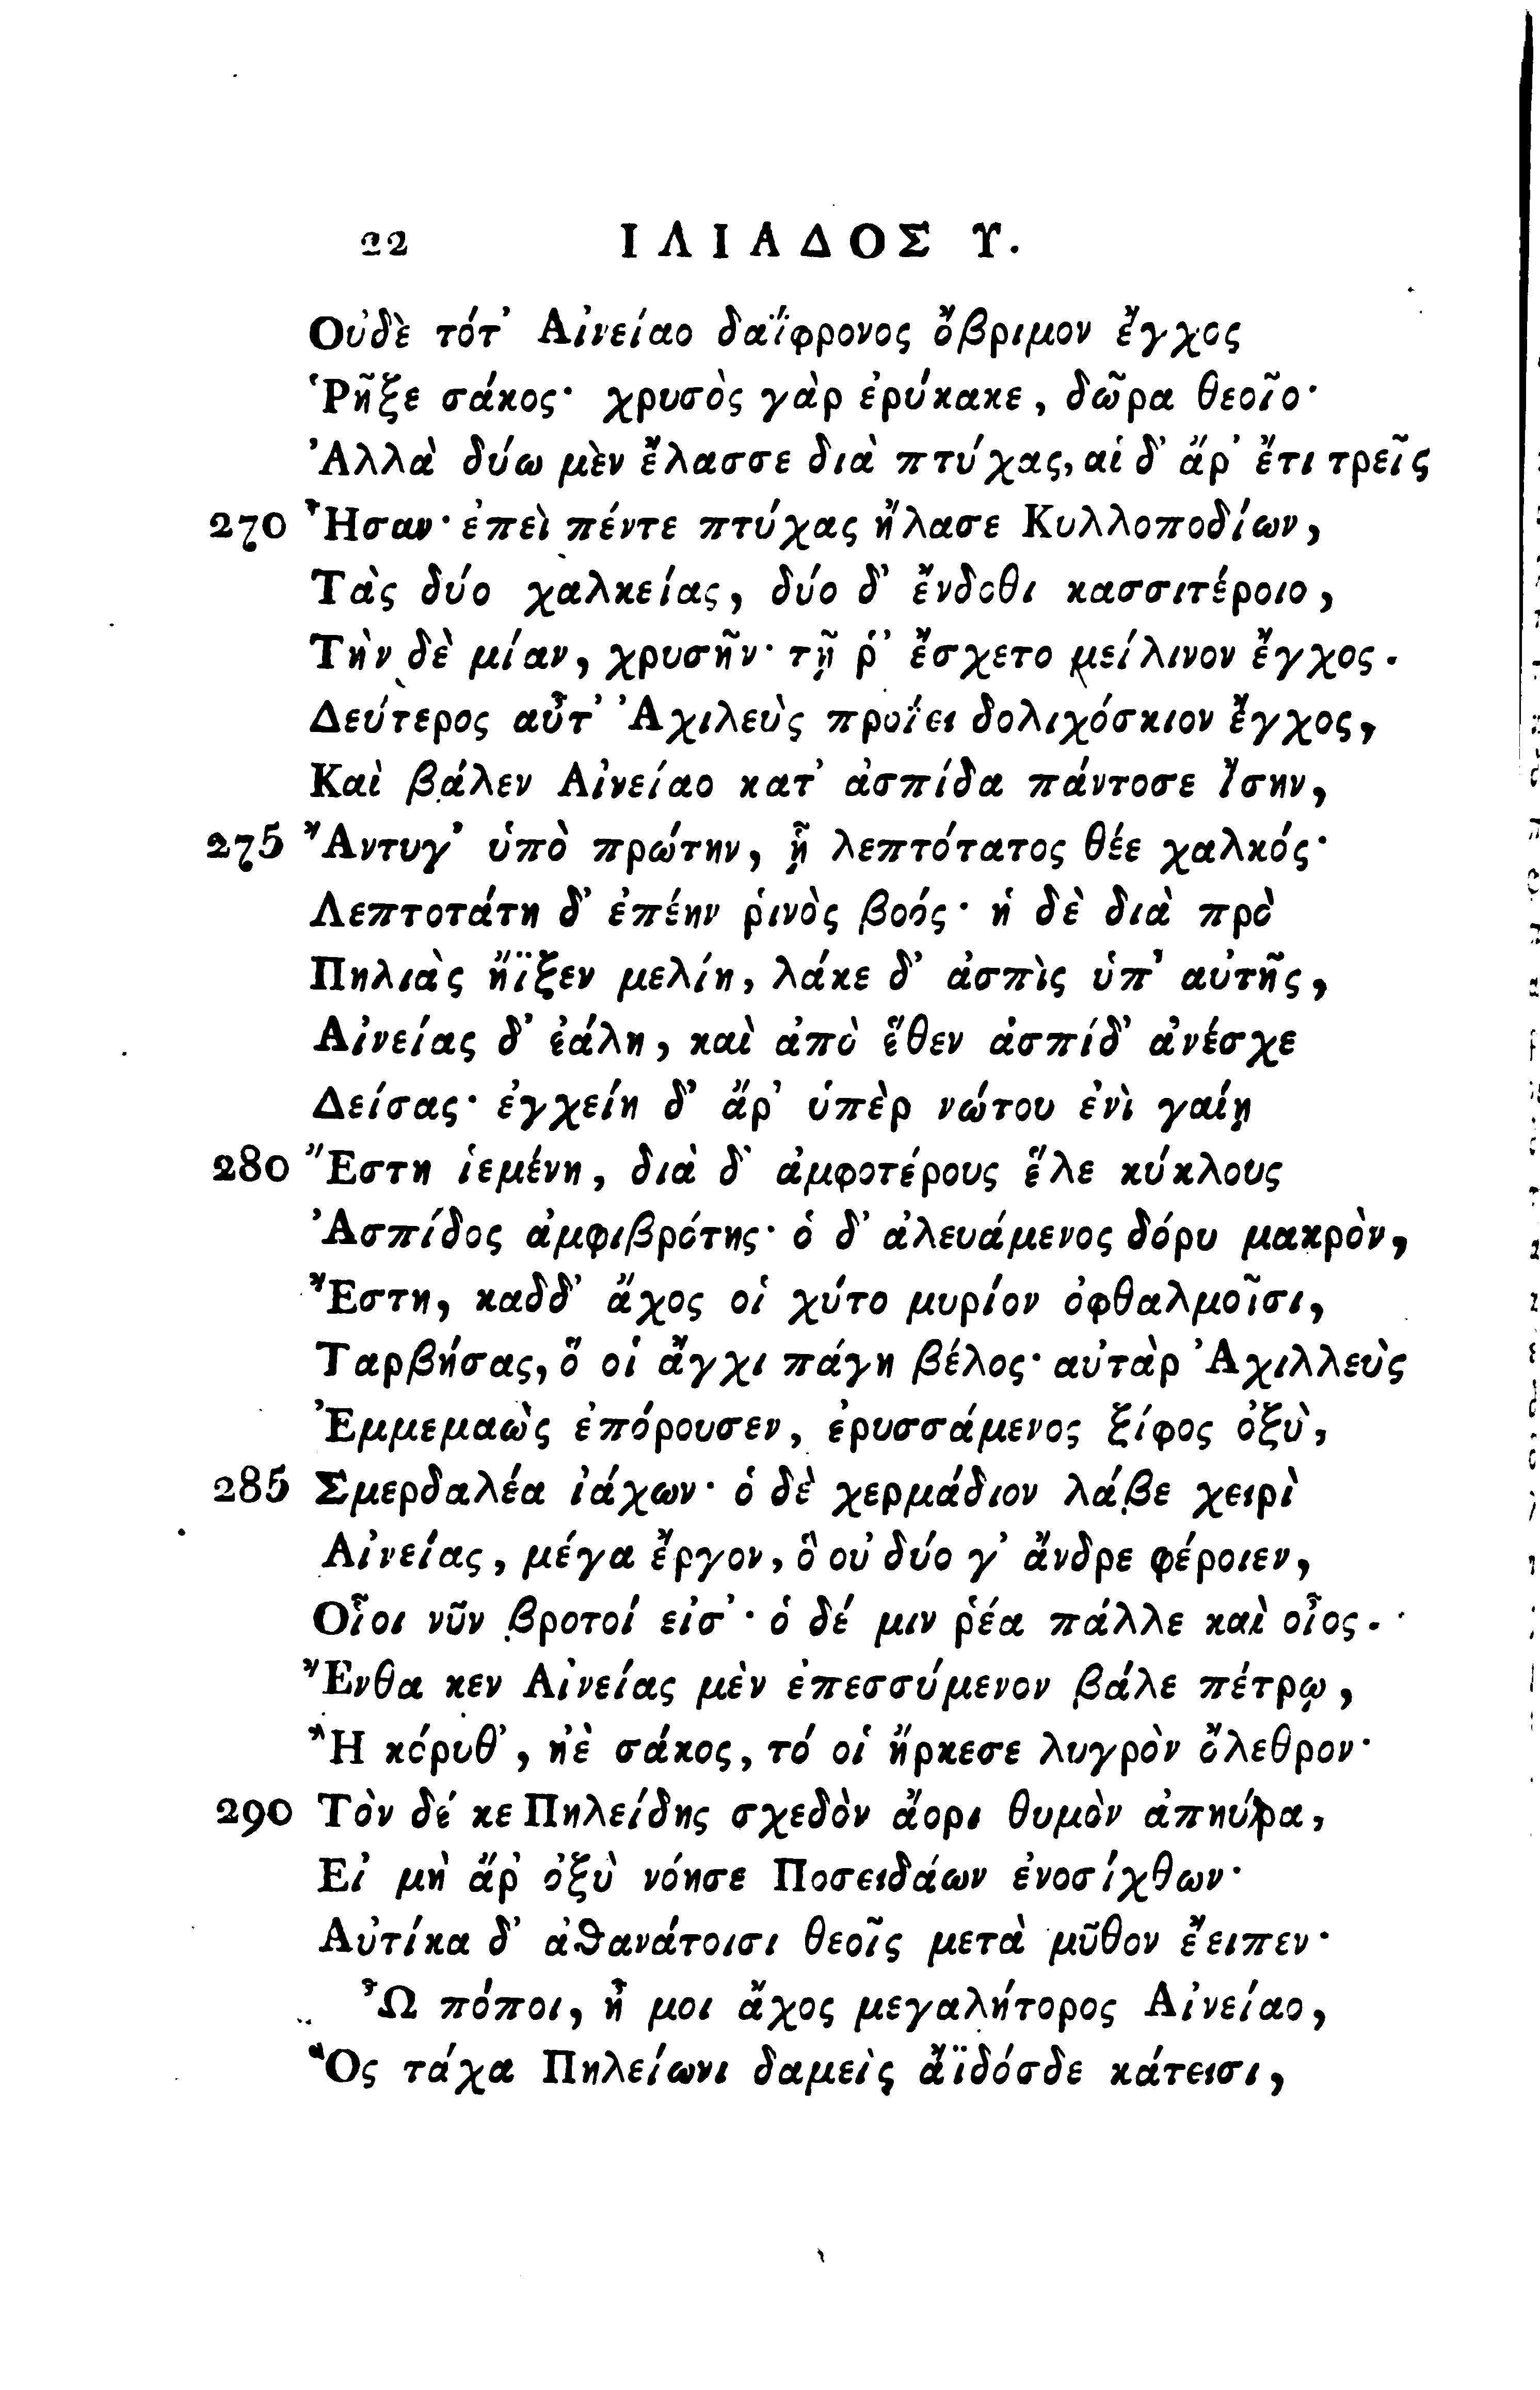 22 ΙΛΙΑΔΟΣ Υ.
Οὐδὲ τότ’ Αἰνείαο δαΐφρονος ὄβριμον ἔγχος
Ῥῆξε σάκος· χρυσὸς γὰρ ἐρύκακε, δῶρα θεοῖο·
Ἀλλὰ δύω μὲν ἔλασσε διὰ πτύχας, αἱ δ’ ἄρ’ ἔτι τρεῖς
270 Ἦσαν· ἐπεὶ πέντε πτύχας ἤλασε Κυλλοποδίων,
Τὰς δύο χαλκείας, δύο δ’ ἔνδοθι κασσιτέροιο,
Τὴν δὲ μίαν, χρυσῆν· τῇ ῥ’ ἔσχετο μείλινον ἔγχος.
Δεύτερος αὖτ’ Ἀχιλεὺς προΐει δολιχόσκιον ἔγχος,
Καὶ βάλεν Αἰνείαο κατ’ ἀσπίδα πάντοσε ἴσην,
275 Ἄντυγ’ ὑπὸ πρώτην, ᾗ λεπτότατος θέε χαλκός·
Λεπτοτάτη δ’ ἐπέην ῥινὸς βοός· ἡ δὲ διὰ πρὸ
Πηλιὰς ἤϊξεν μελίη, λάκε δ’ ἀσπὶς ὑπ’ αὐτῆς,
Αἰνείας δ’ ἐάλη, καὶ ἀπὸ ἕθεν ἀσπίδ’ ἀνέσχε
Δείσας· ἐγχείη δ’ ἄρ’ ὑπὲρ νώτου ἐνὶ γαίῃ
280 Ἔστη ἱεμένη, διὰ δ’ ἀμφοτέρους ἕλε κύκλους
Ἀσπίδος ἀμφιβρότης· ὁ δ’ ἀλευάμενος δόρυ μακρὸν,
Ἔστη, καδδ’ ἄχος οἱ χύτο μυρίον ὀφθαλμοῖσι,
Ταρβήσας, ὅ οἱ ἄγχι πάγη βέλος· αὐτὰρ Ἀχιλλεὺς
Ἐμμεμαὼς ἐπόρουσεν, ἐρυσσάμενος ξίφος ὀξὺ,
285 Σμερδαλέα ἰάχων· ὁ δὲ χερμάδιον λάβε χειρὶ
Αἰνείας, μέγα ἔργον, ὃ οὐ δύο γ’ ἄνδρε φέροιεν,
Οἷοι νῦν βροτοί εἰσ’· ὁ δέ μιν ῥέα πάλλε καὶ οἶος.
Ἔνθα κεν Αἰνείας μὲν ἐπεσσύμενον βάλε πέτρῳ,
Ἢ κόρυθ’, ἠὲ σάκος, τό οἱ ἤρκεσε λυγρὸν ὄλεθρον·
290 Τὸν δέ κε Πηλείδης σχεδὸν ἄορι θυμὸν ἀπηύρα,
Εἰ μὴ ἄρ’ ὀξὺ νόησε Ποσειδάων ἐνοσίχθων·
Αὐτίκα δ’ ἀθανάτοισι θεοῖς μετὰ μῦθον ἔειπεν·
Ὦ πόποι, ἦ μοι ἄχος μεγαλήτορος Αἰνείαο,
Ὃς τάχα Πηλείωνι δαμεὶς ἄϊδόσδε κάτεισι,